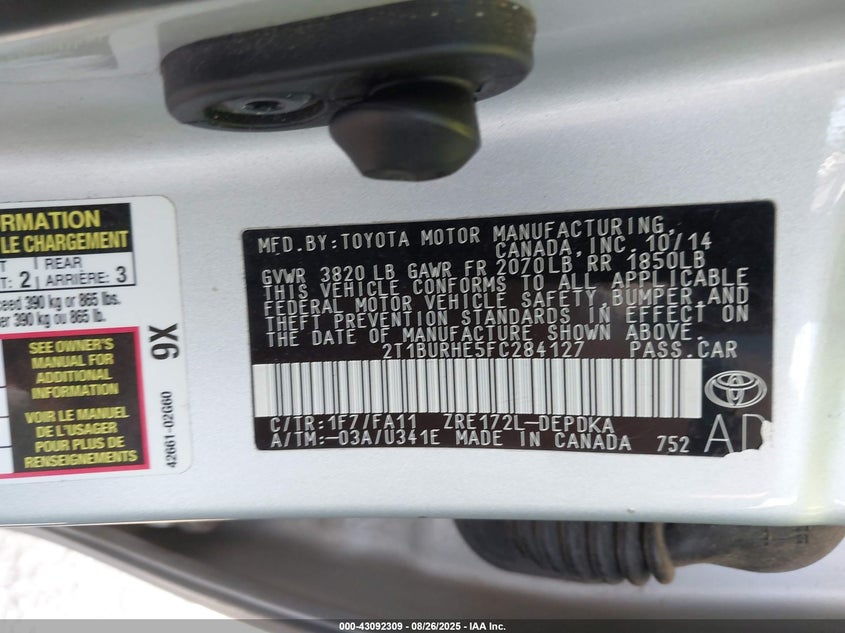 RMATION
LE CHARGEMENT
T REAR
T: 2 ARRIÈRE: 3
ceed 390 kg or 865 lbs.
er 390 kg ou 865 lb.
SEE OWNER'S
MANUAL FOR
ADDITIONAL
INFORMATION
VOIR LE MANUEL
DE L'USAGER
POUR PLUS DE
RENSEIGNEMENTS
9X
42661-02G60
MFD.BY:TOYOTA MOTOR MANUFACTURING,
CANADA,INC. 10/14
GVWR 3820LB GAWR FR 2070LB RR 1850LB
THIS VEHICLE CONFORMS TO ALL APPLICABLE
FEDERAL MOTOR VEHICLE SAFETY,BUMPER,AND
THEFT PREVENTION STANDARDS IN EFFECT ON
THE DATE OF MANUFACTURE SHOWN ABOVE.
2T1BURHE5FC284127 PASS.CAR
C/TR:1F7/FA11 ZRE172L-DEPDKA
A/TM:-03A/U341E MADE IN CANADA 752
AD
000-43092309 - 08/26/2025 - IAA Inc.